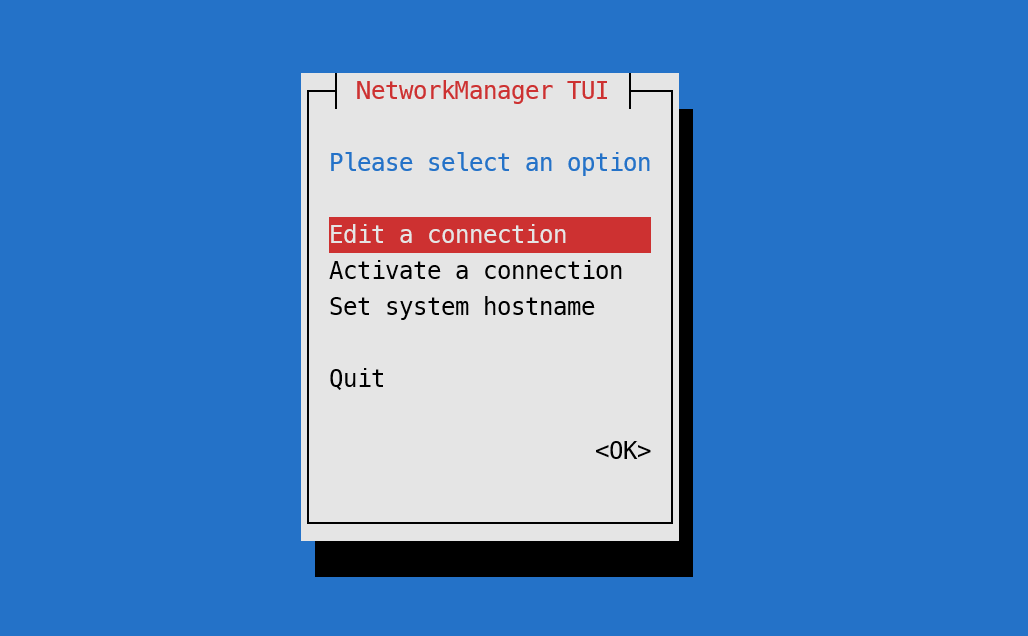 NetworkManager TUI
Please select an option
Edit a connection
Activate a connection
Set system hostname
Quit
<OK>